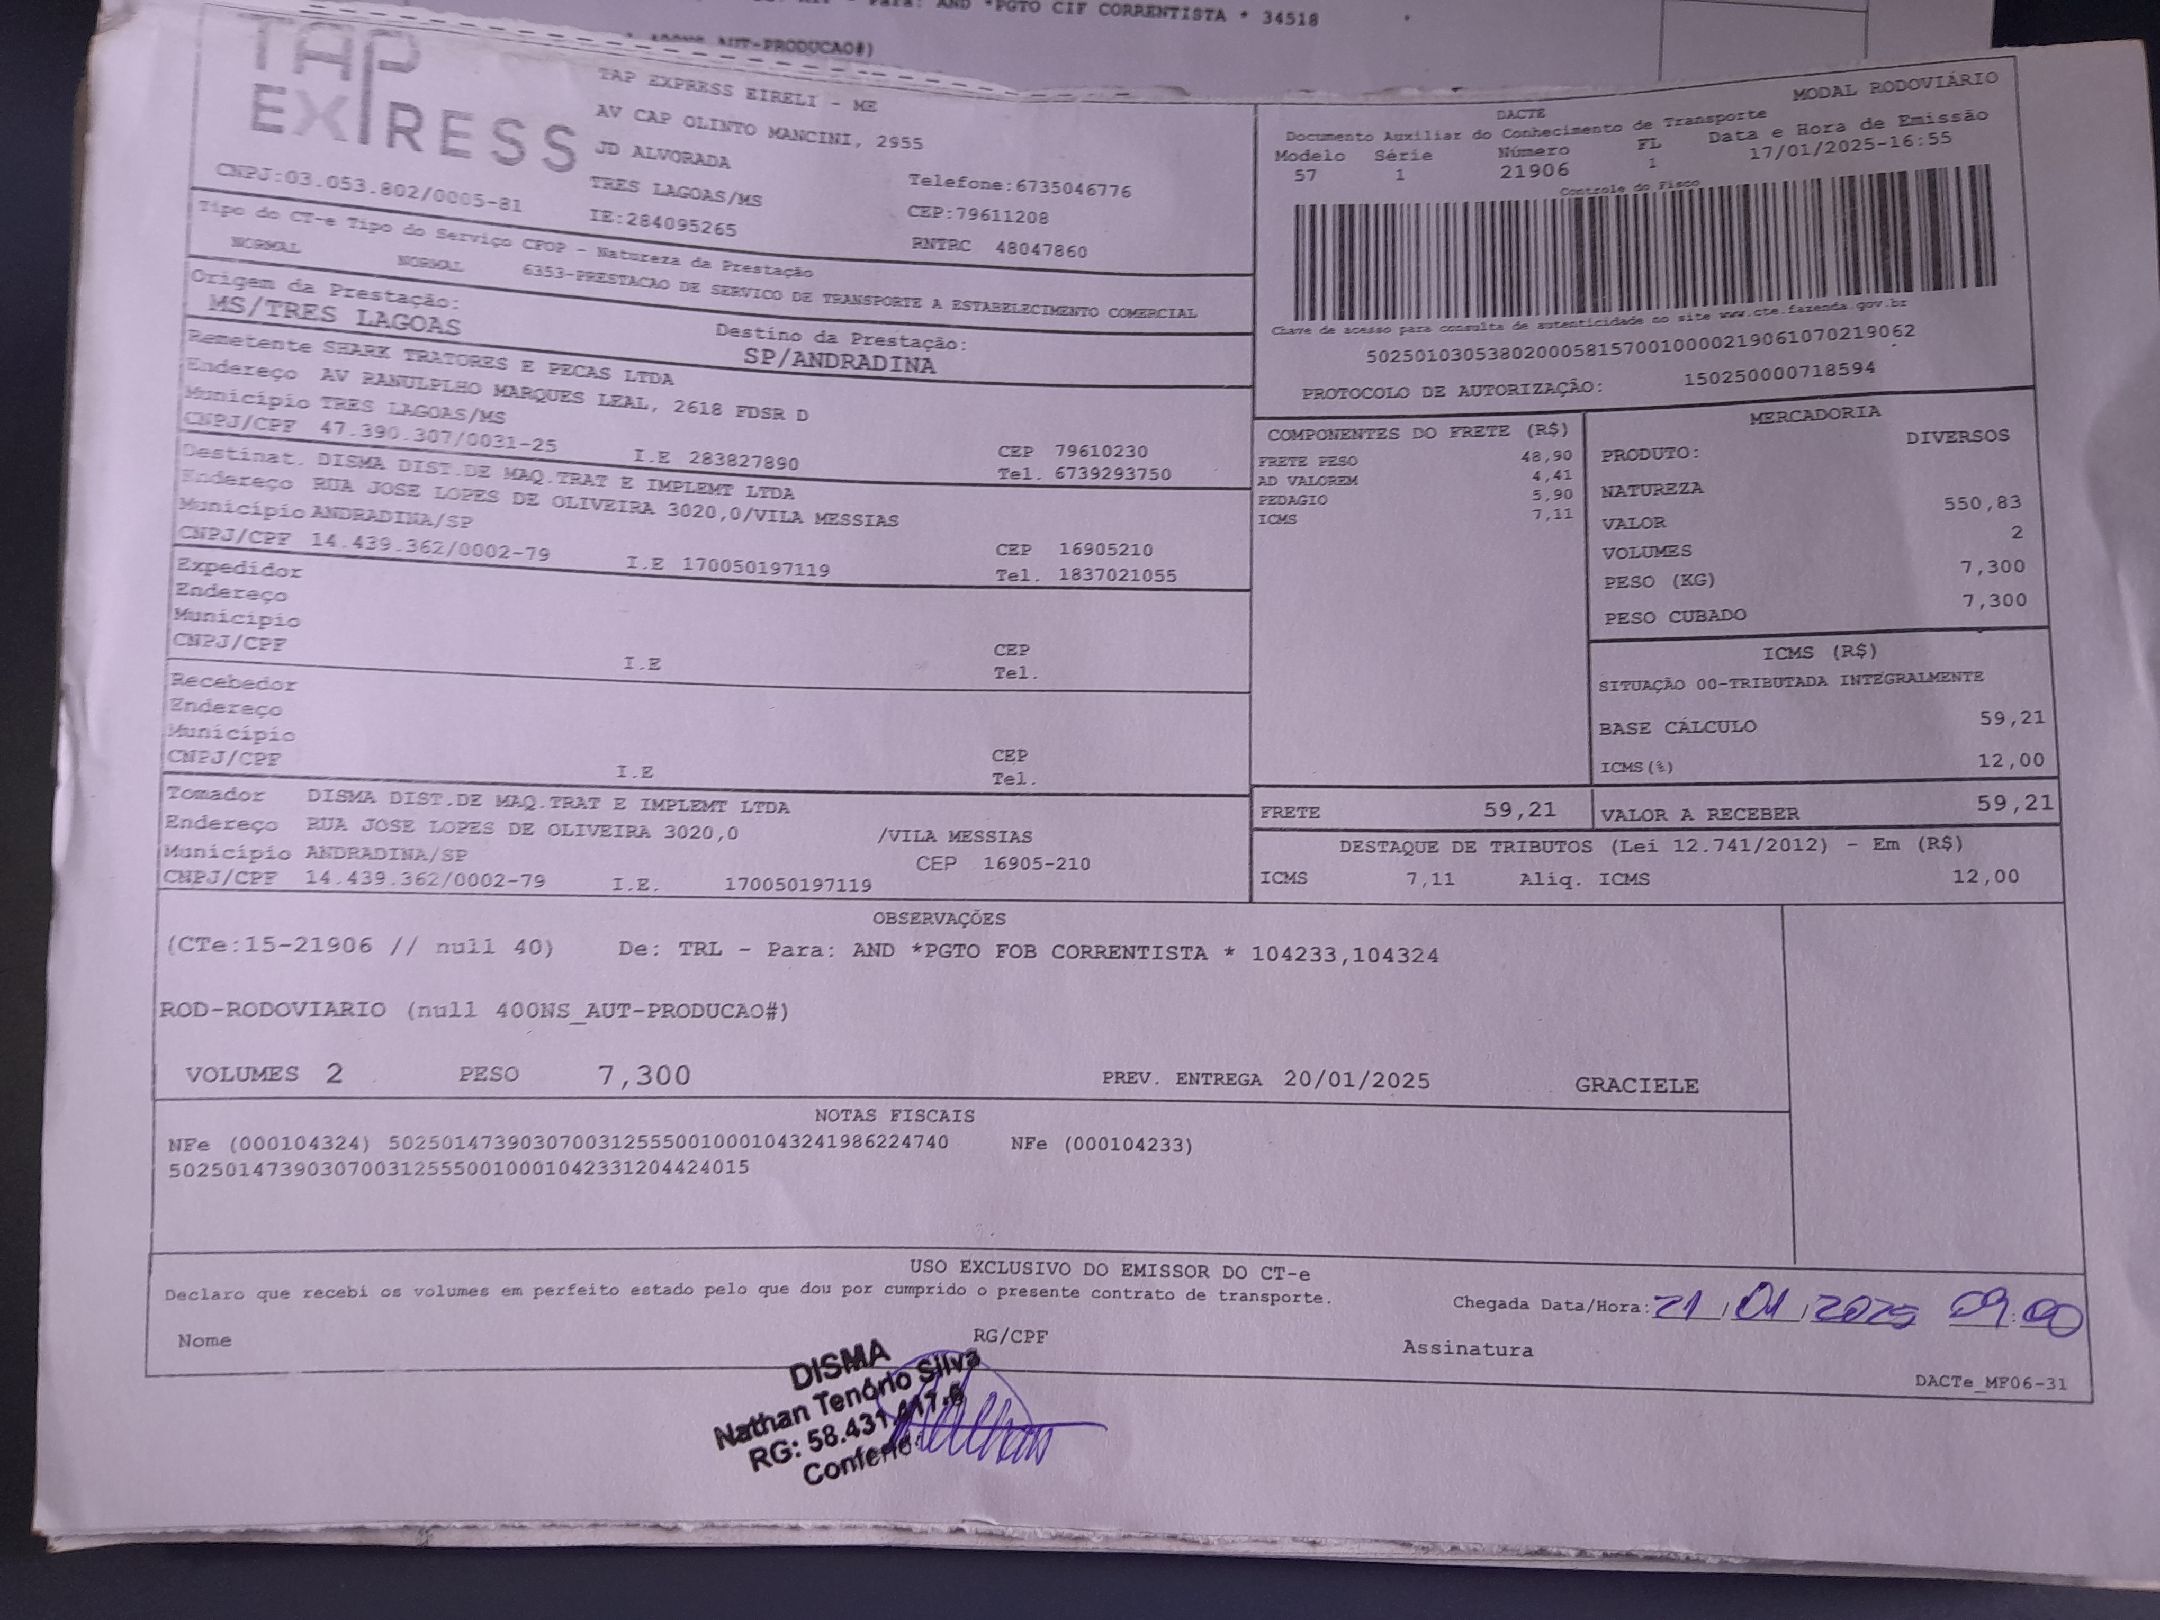 Para: AND *PGTO CIF CORRENTISTA * 34518
400NS_AUT-PRODUCAO#)
TAP EXPRESS
TAP EXPRESS EIRELI - ME
AV CAP OLINTO MANCINI, 2955
JD ALVORADA
TRES LAGOAS/MS
Telefone:6735046776
CNPJ:03.053.802/0005-81
IE:284095265
CEP:79611208
RNTRC 48047860
MODAL RODOVIÁRIO
DACTE
Documento Auxiliar do Conhecimento de Transporte
Modelo Série Número FL Data e Hora de Emissão
57 1 21906 1 17/01/2025-16:55
Controle do Fisco
Chave de acesso para consulta de autenticidade no site www.cte.fazenda.gov.br
50250103053802000581570010000219061070219062
PROTOCOLO DE AUTORIZAÇÃO: 150250000718594
Tipo do CT-e Tipo do Serviço CFOP - Natureza da Prestação
NORMAL NORMAL 6353-PRESTACAO DE SERVICO DE TRANSPORTE A ESTABELECIMENTO COMERCIAL
Origem da Prestação: Destino da Prestação:
MS/TRES LAGOAS SP/ANDRADINA
Remetente SHARK TRATORES E PECAS LTDA
Endereço AV RANULPLHO MARQUES LEAL, 2618 FDSR D
Município TRES LAGOAS/MS CEP 79610230
CNPJ/CPF 47.390.307/0031-25 I.E 283827890 Tel. 6739293750
Destinat. DISMA DIST.DE MAQ.TRAT E IMPLEMT LTDA
Endereço RUA JOSE LOPES DE OLIVEIRA 3020,0/VILA MESSIAS
Município ANDRADINA/SP CEP 16905210
CNPJ/CPF 14.439.362/0002-79 I.E 170050197119 Tel. 1837021055
Expedidor
Endereço
Município CEP
CNPJ/CPF I.E Tel.
Recebedor
Endereço
Município CEP
CNPJ/CPF I.E Tel.
Tomador DISMA DIST.DE MAQ.TRAT E IMPLEMT LTDA
Endereço RUA JOSE LOPES DE OLIVEIRA 3020,0 /VILA MESSIAS
Município ANDRADINA/SP CEP 16905-210
CNPJ/CPF 14.439.362/0002-79 I.E. 170050197119
COMPONENTES DO FRETE (R$)
FRETE PESO 48,90
AD VALOREM 4,41
PEDAGIO 5,90
ICMS 7,11
MERCADORIA
PRODUTO: DIVERSOS
NATUREZA
VALOR 550,83
VOLUMES 2
PESO (KG) 7,300
PESO CUBADO 7,300
ICMS (R$)
SITUAÇÃO 00-TRIBUTADA INTEGRALMENTE
BASE CÁLCULO 59,21
ICMS(%) 12,00
FRETE 59,21 VALOR A RECEBER 59,21
DESTAQUE DE TRIBUTOS (Lei 12.741/2012) - Em (R$)
ICMS 7,11 Aliq. ICMS 12,00
OBSERVAÇÕES
(CTe:15-21906 // null 40) De: TRL - Para: AND *PGTO FOB CORRENTISTA * 104233,104324
ROD-RODOVIARIO (null 400NS_AUT-PRODUCAO#)
VOLUMES 2 PESO 7,300 PREV. ENTREGA 20/01/2025 GRACIELE
NOTAS FISCAIS
NFe (000104324) 50250147390307003125550010001043241986224740 NFe (000104233)
50250147390307003125550010001042331204424015
USO EXCLUSIVO DO EMISSOR DO CT-e
Declaro que recebi os volumes em perfeito estado pelo que dou por cumprido o presente contrato de transporte.
Chegada Data/Hora: 21/01/2025 09:00
Nome RG/CPF Assinatura
DACTe_MF06-31
DISMA
Nathan Tenório Silva
RG: 58.431.417-6
Conferido